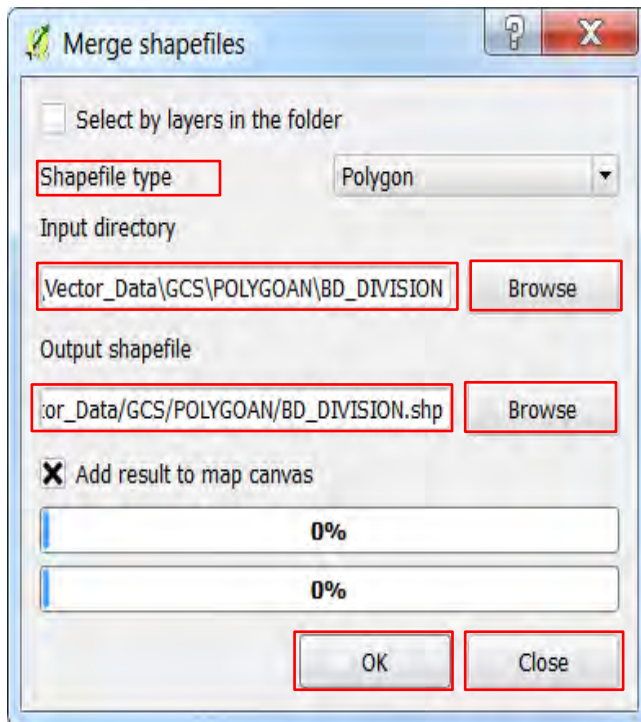 Merge shapefiles
Select by layers in the folder
Shapefile type Polygon
Input directory
\Vector_Data\GCS\POLYGOAN\BD_DIVISION Browse
Output shapefile
tor_Data/GCS/POLYGOAN/BD_DIVISION.shp Browse
Add result to map canvas
0%
0%
OK Close